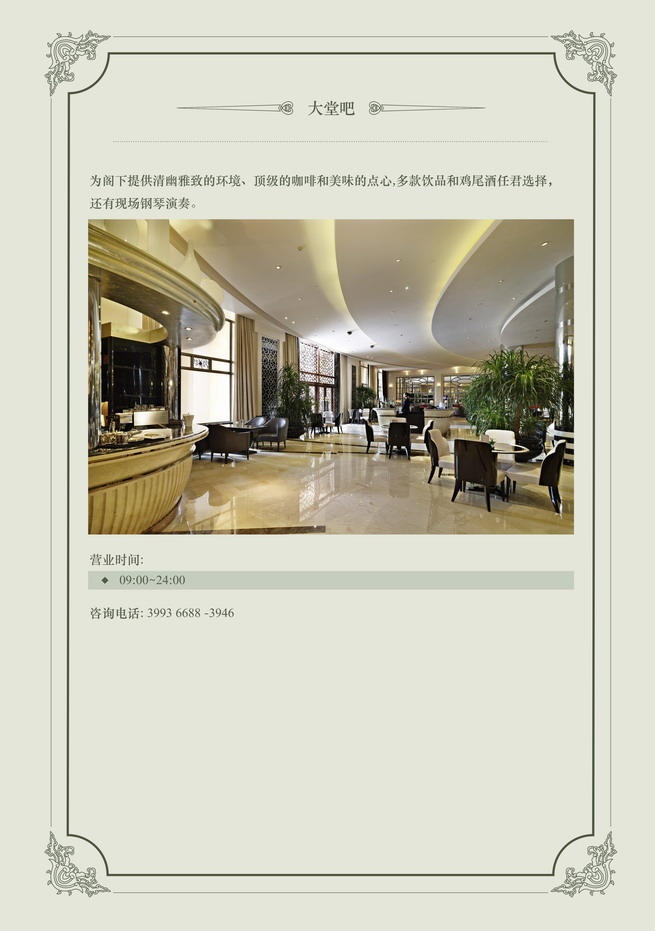 大堂吧
为阁下提供清幽雅致的环境、顶级的咖啡和美味的点心,多款饮品和鸡尾酒任君选择，
还有现场钢琴演奏。
营业时间:
◆ 09:00~24:00
咨询电话: 3993 6688 -3946